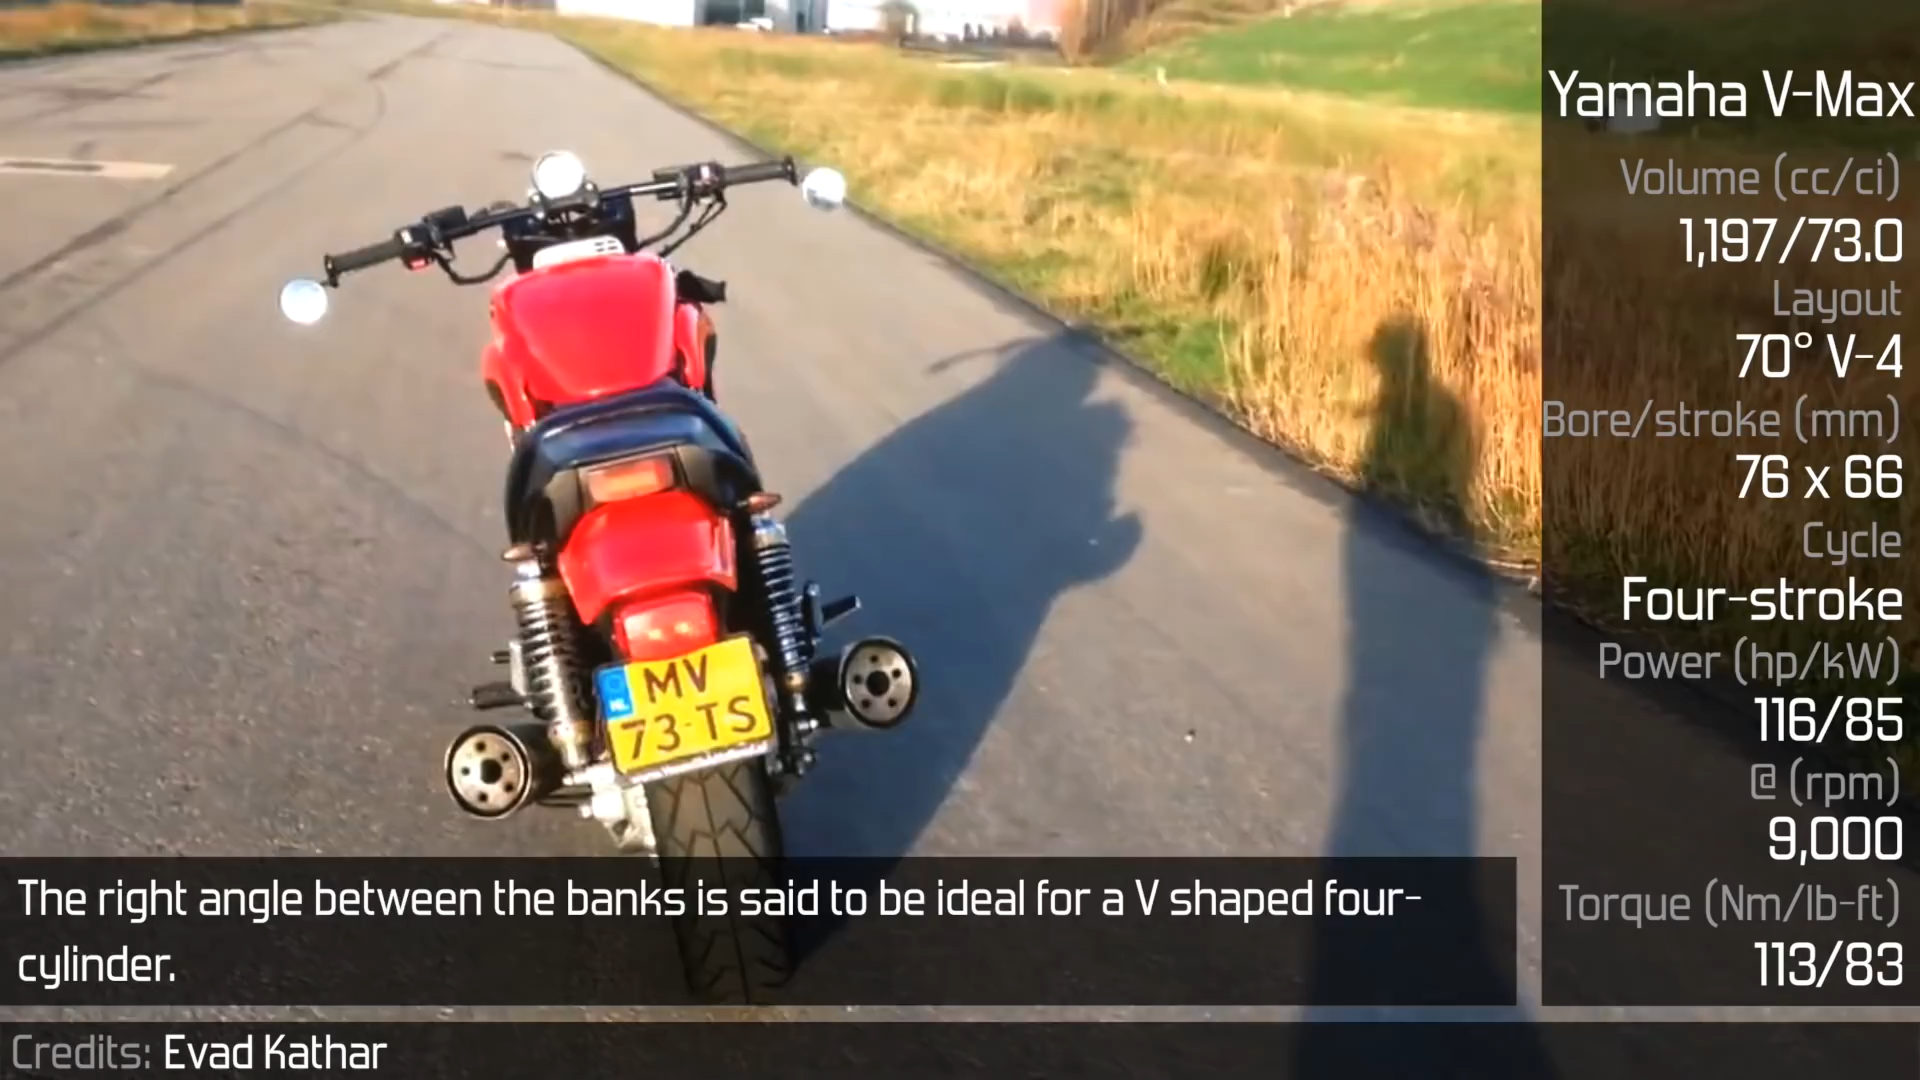 Yamaha V-Max
Volume (cc/ci)
1,197/73.0
Layout
70° V-4
Bore/stroke (mm)
76 x 66
Cycle
Four-stroke
Power (hp/kW)
116/85
@ (rpm)
9,000
Torque (Nm/lb-ft)
113/83
NL
MV
73-TS
The right angle between the banks is said to be ideal for a V shaped four-
cylinder.
Credits: Evad Kathar